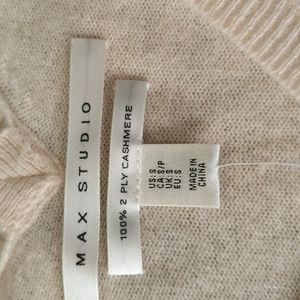 MAX STUDIO
100% 2 PLY CASHMERE
US:S
CA:S/P
UK:S
EU:S
MADE IN
CHINA